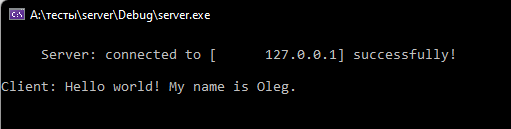 A:\тесты\server\Debug\server.exe
Server: connected to [      127.0.0.1] successfully!
Client: Hello world! My name is Oleg.